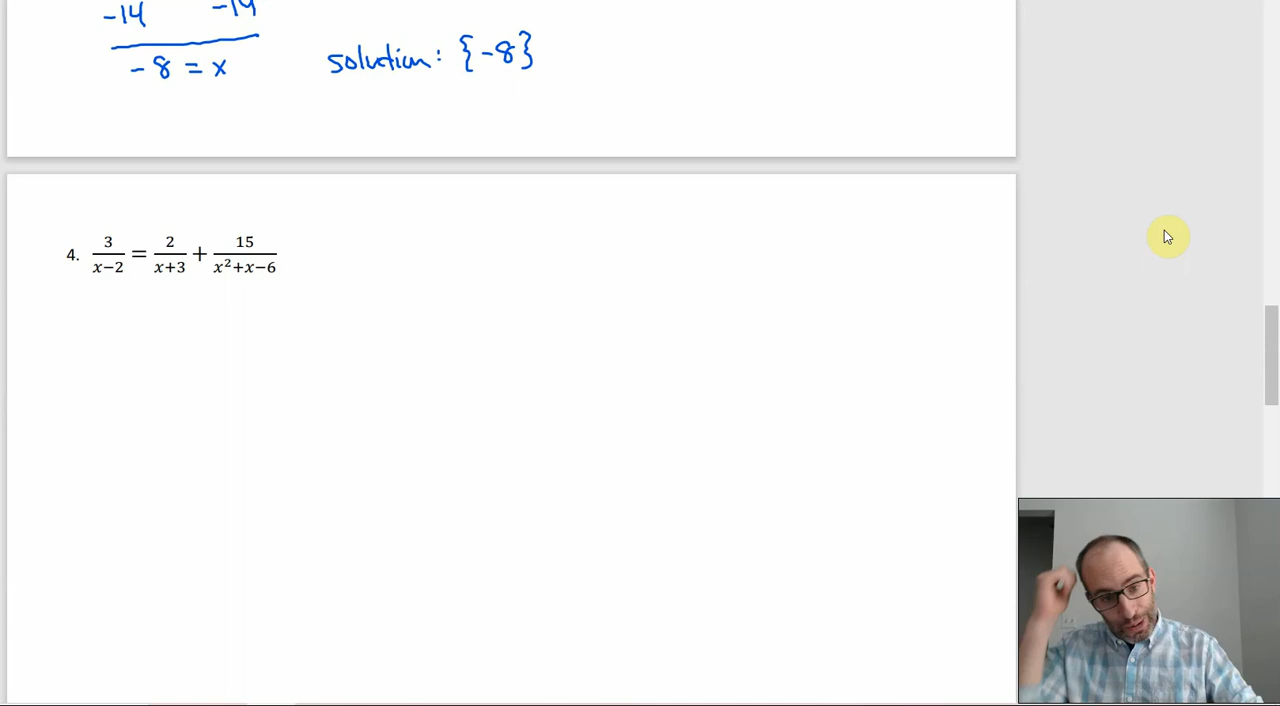 -14 -14
-8 = x
solution: {-8}
4. 3/(x−2) = 2/(x+3) + 15/(x²+x−6)